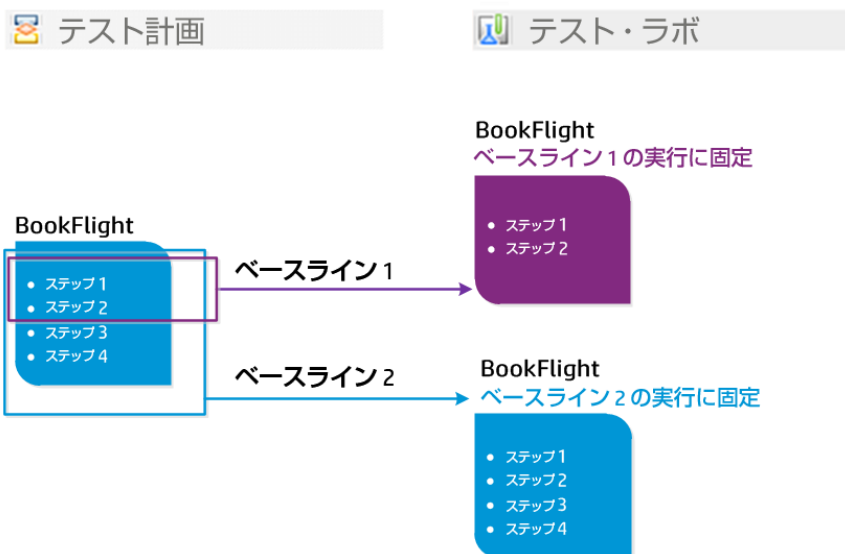 テスト計画
テスト・ラボ
BookFlight
ステップ 1
ステップ 2
ステップ 3
ステップ 4
ベースライン 1
ベースライン 2
BookFlight
ベースライン 1 の実行に固定
ステップ 1
ステップ 2
BookFlight
ベースライン 2 の実行に固定
ステップ 1
ステップ 2
ステップ 3
ステップ 4